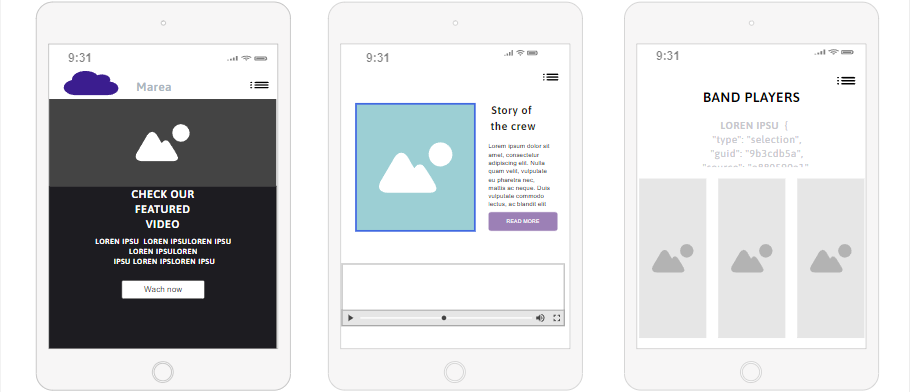 9:31
Marea
CHECK OUR
FEATURED
VIDEO
LOREN IPSU LOREN IPSULOREN IPSU
LOREN IPSULOREN
IPSU LOREN IPSLOREN IPSU
Wach now
9:31
Story of
the crew
Lorem ipsum dolor sit
amet, consectetur
adipiscing elit. Nulla
quam velit, vulputate
eu pharetra nec,
mattis ac neque. Duis
vulputate commodo
lectus, ac blandit elit
READ MORE
9:31
BAND PLAYERS
LOREN IPSU {
"type": "selection",
"guid": "9b3cdb5a",